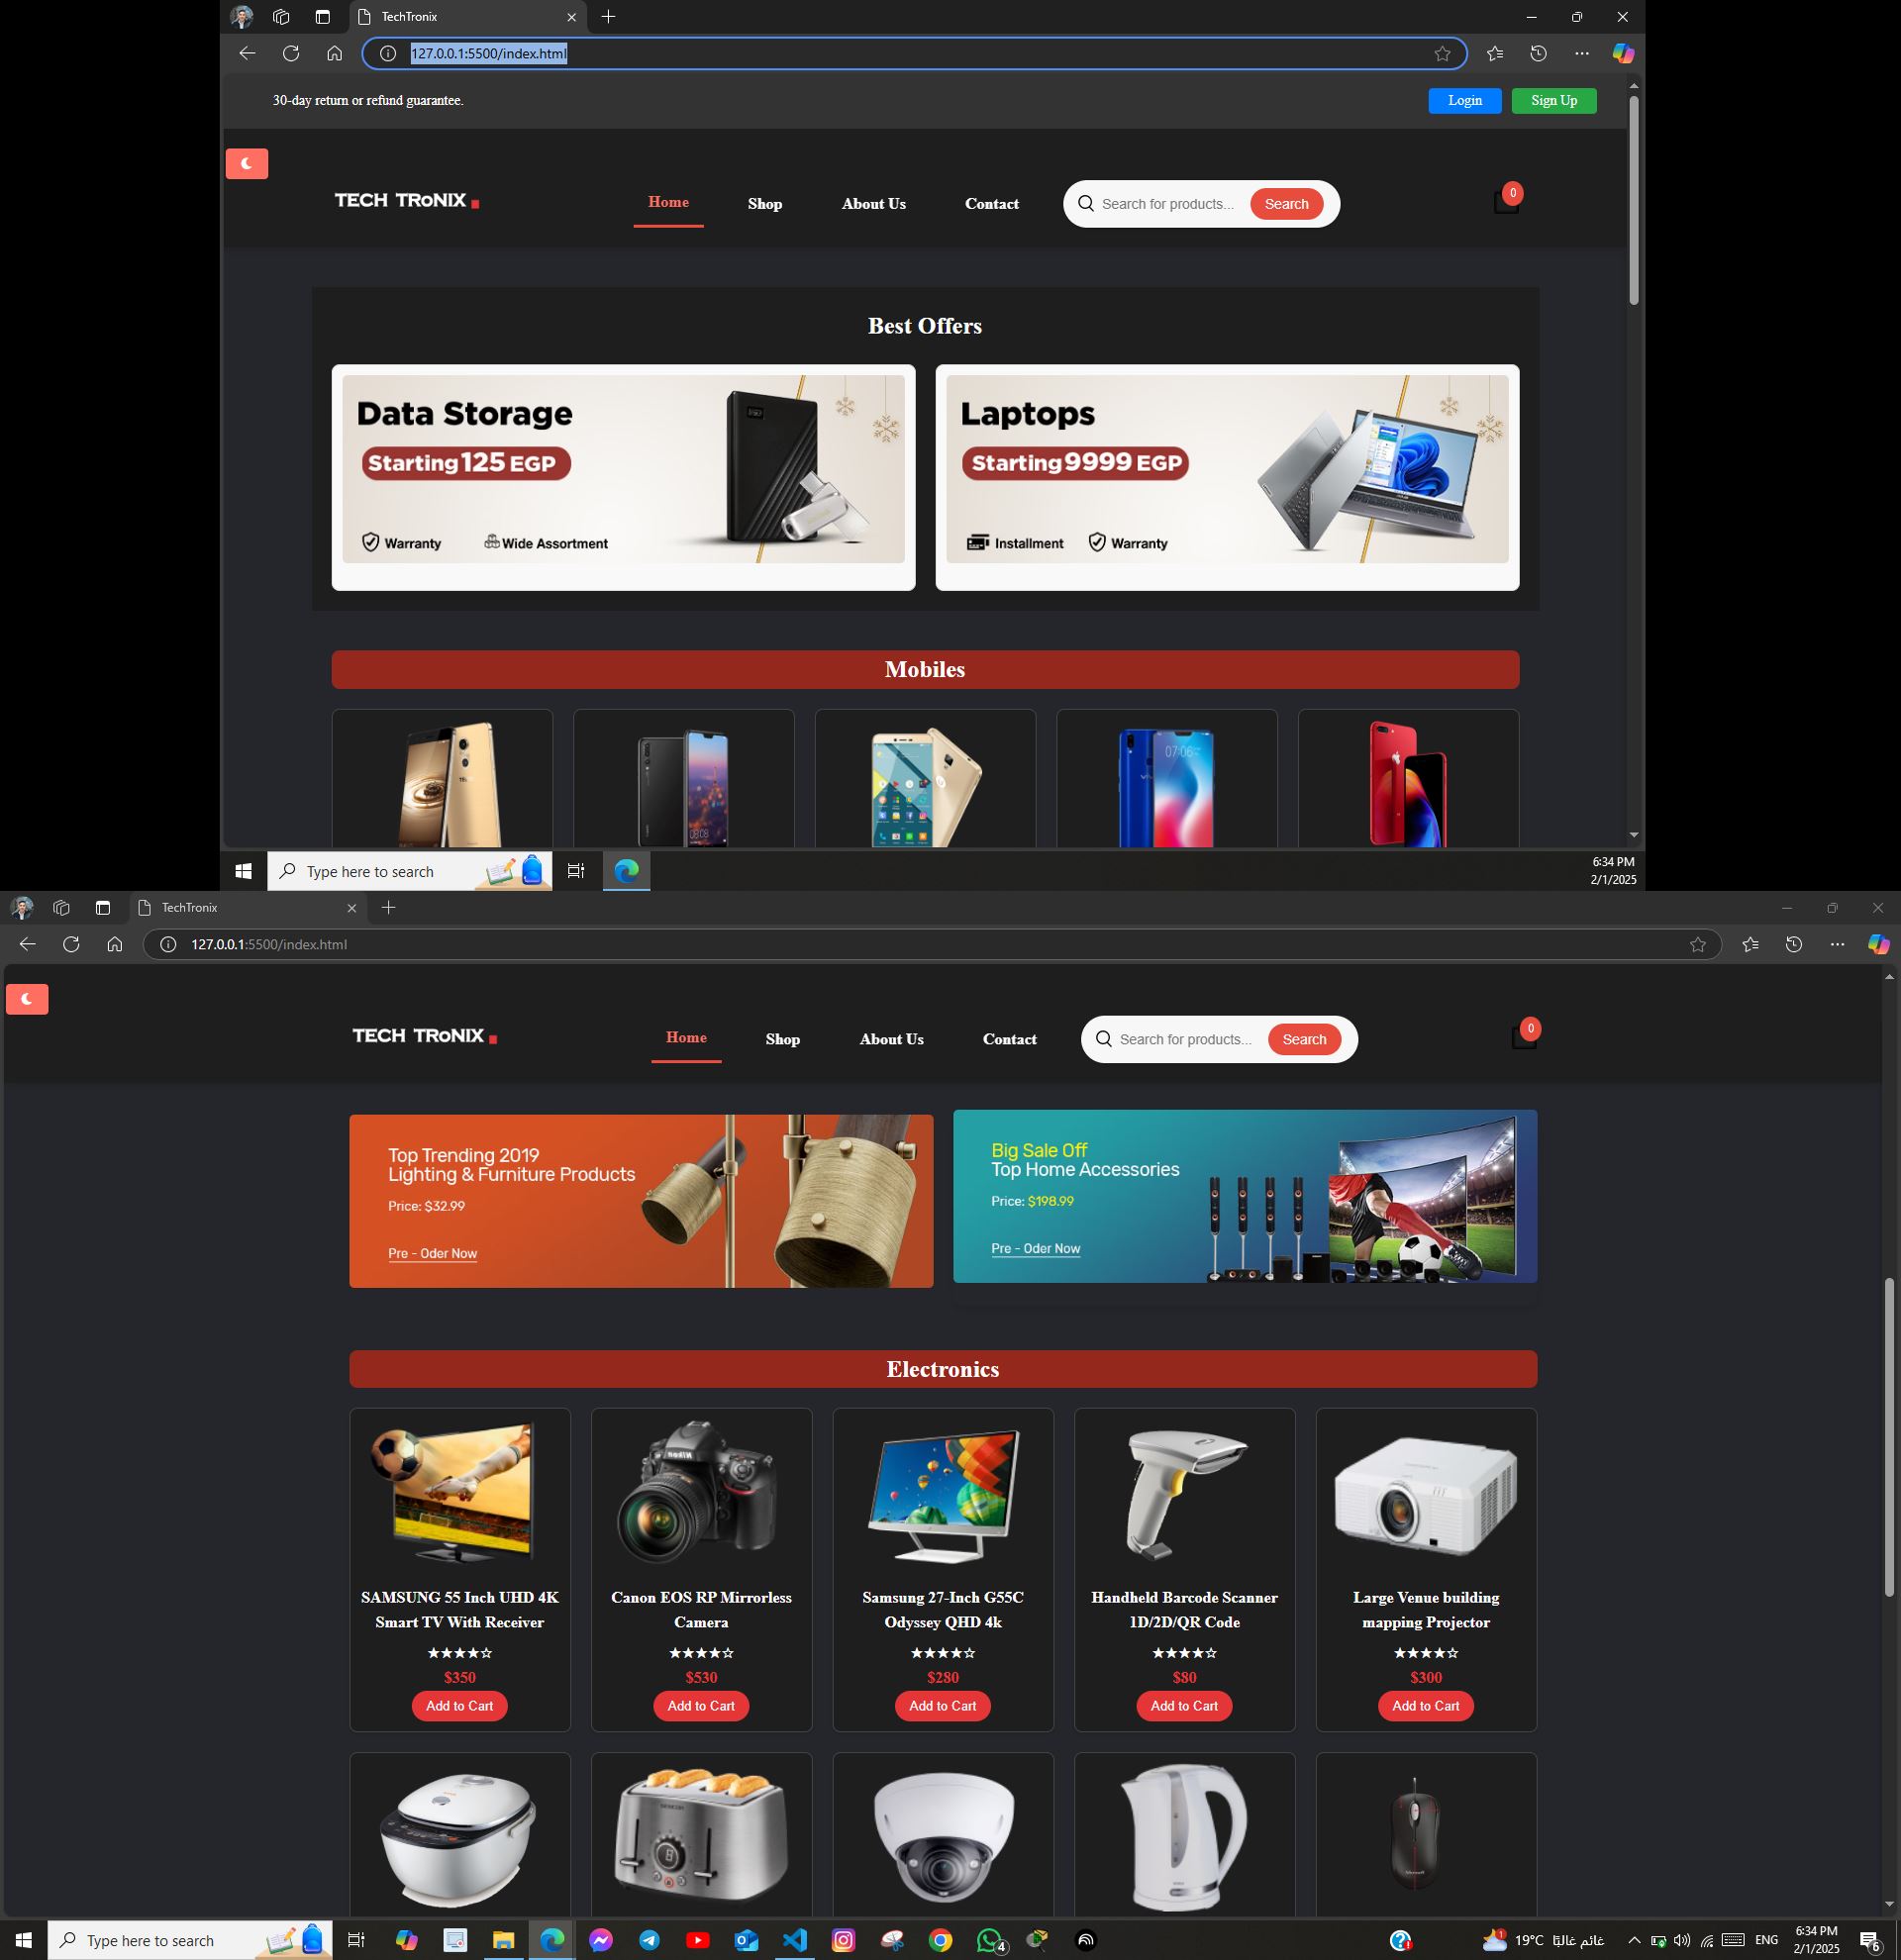 TechTronix
127.0.0.1:5500/index.html
30-day return or refund guarantee.
Login
Sign Up
TECH TRoNIX
Home
Shop
About Us
Contact
Search for products...
Search
0
Best Offers
Data Storage
Starting 125 EGP
Warranty
Wide Assortment
Laptops
Starting 9999 EGP
Installment
Warranty
Mobiles
07:06
08:08
Type here to search
6:34 PM
2/1/2025
TechTronix
127.0.0.1:5500/index.html
TECH TRoNIX
Home
Shop
About Us
Contact
Search for products...
Search
0
Top Trending 2019
Lighting & Furniture Products
Price: $32.99
Pre - Oder Now
Big Sale Off
Top Home Accessories
Price: $198.99
Pre - Oder Now
Electronics
SAMSUNG 55 Inch UHD 4K
Smart TV With Receiver
★★★★☆
$350
Add to Cart
Canon EOS RP Mirrorless
Camera
★★★★☆
$530
Add to Cart
Samsung 27-Inch G55C
Odyssey QHD 4k
★★★★☆
$280
Add to Cart
Handheld Barcode Scanner
1D/2D/QR Code
★★★★☆
$80
Add to Cart
Large Venue building
mapping Projector
★★★★☆
$300
Add to Cart
Type here to search
4
1
19°C غائم غالبًا
ENG
6:34 PM
2/1/2025
6